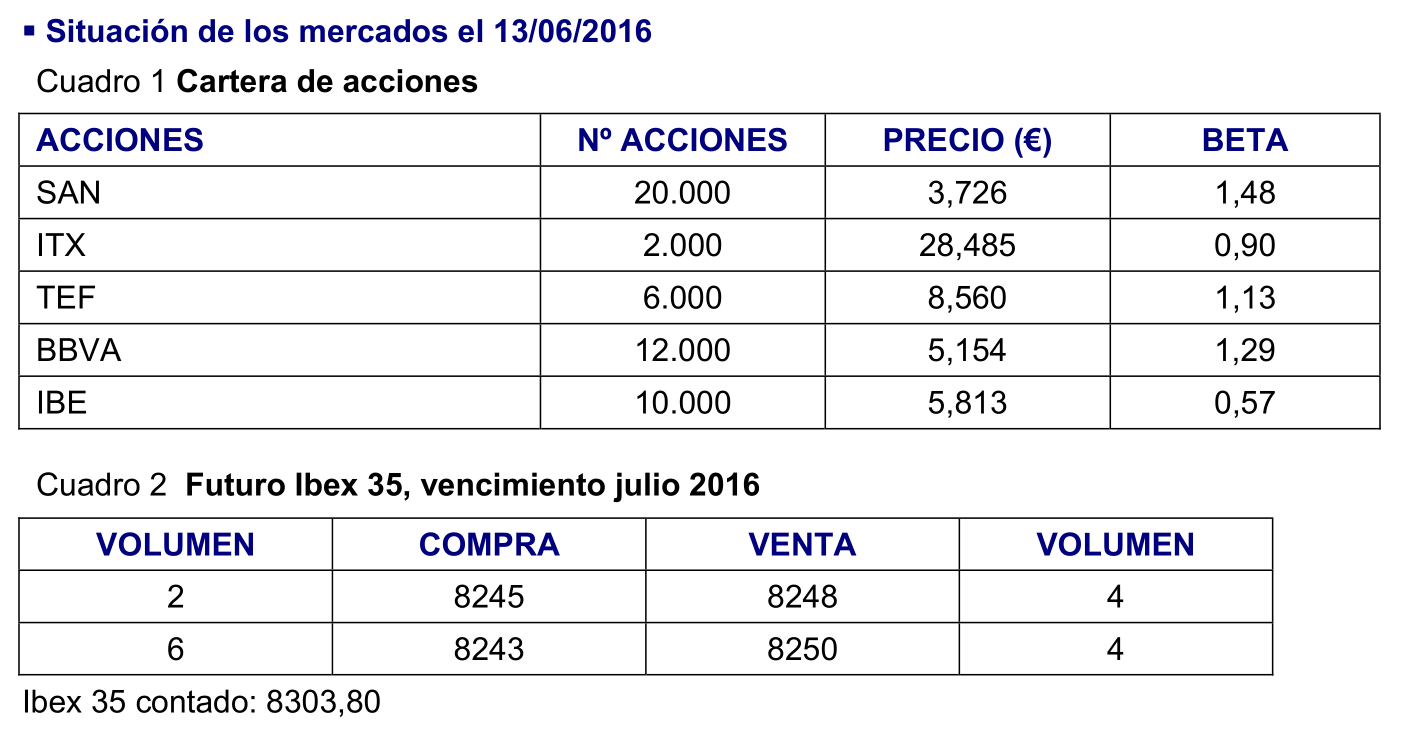 ▪ Situación de los mercados el 13/06/2016
Cuadro 1 Cartera de acciones
ACCIONES Nº ACCIONES PRECIO (€) BETA
SAN 20.000 3,726 1,48
ITX 2.000 28,485 0,90
TEF 6.000 8,560 1,13
BBVA 12.000 5,154 1,29
IBE 10.000 5,813 0,57
Cuadro 2 Futuro Ibex 35, vencimiento julio 2016
VOLUMEN COMPRA VENTA VOLUMEN
2 8245 8248 4
6 8243 8250 4
Ibex 35 contado: 8303,80